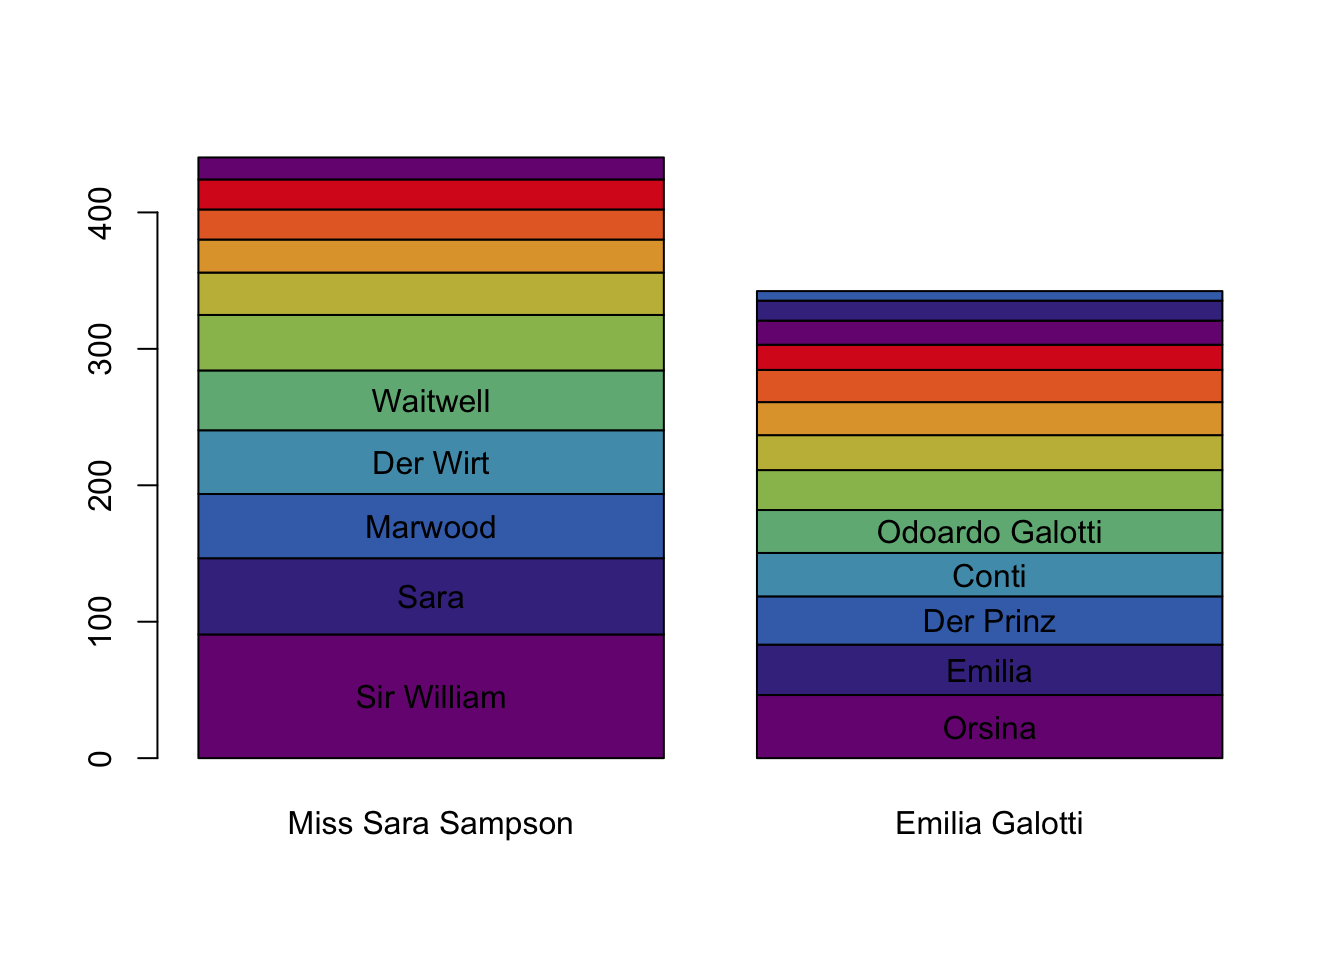 400
300
200
100
0
Waitwell
Der Wirt
Marwood
Sara
Sir William
Odoardo Galotti
Conti
Der Prinz
Emilia
Orsina
Miss Sara Sampson
Emilia Galotti